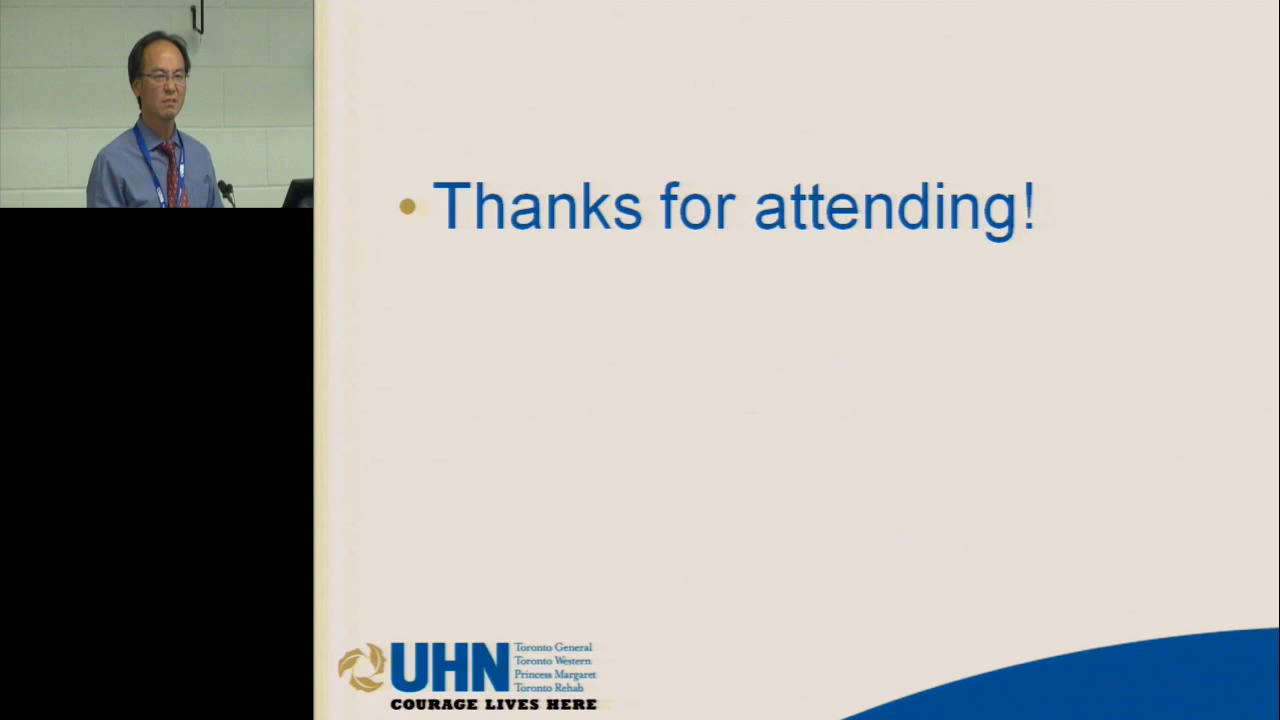 • Thanks for attending!
UHN
Toronto General
Toronto Western
Princess Margaret
Toronto Rehab
COURAGE LIVES HERE